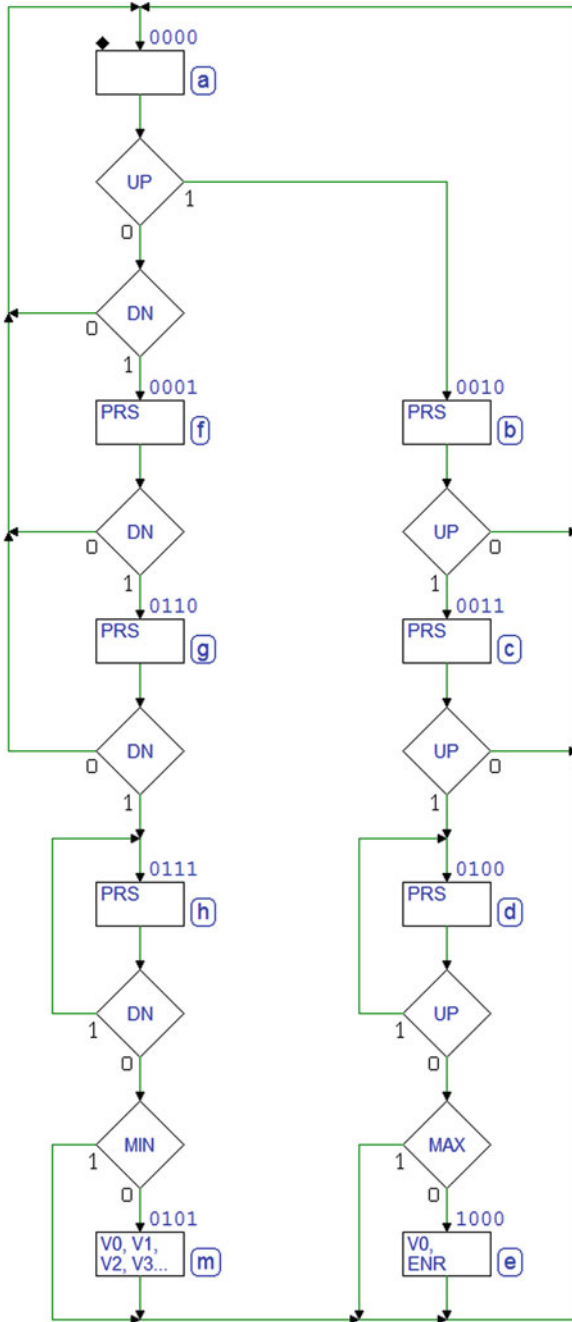 0000
a
UP
1
0
DN
0
1
0001
PRS
f
0010
PRS
b
DN
0
1
UP
0
1
0110
PRS
g
0011
PRS
c
DN
0
1
UP
0
1
0111
PRS
h
0100
PRS
d
DN
1
0
UP
1
0
MIN
1
0
MAX
1
0
0101
V0, V1,
V2, V3...
m
1000
V0,
ENR
e